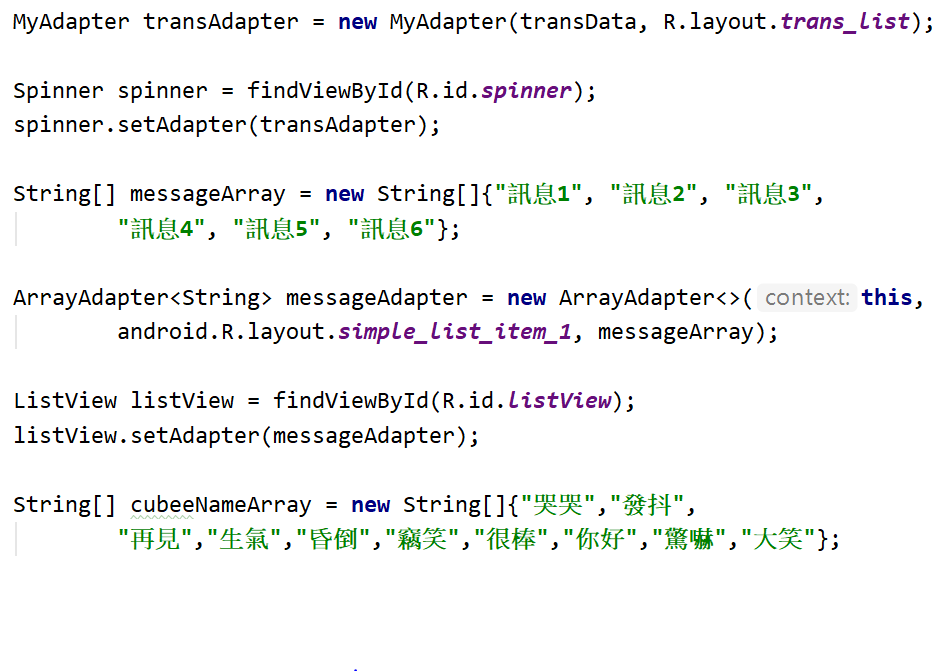 MyAdapter transAdapter = new MyAdapter(transData, R.layout.trans_list);
Spinner spinner = findViewById(R.id.spinner);
spinner.setAdapter(transAdapter);
String[] messageArray = new String[]{"訊息1", "訊息2", "訊息3",
"訊息4", "訊息5", "訊息6"};
ArrayAdapter<String> messageAdapter = new ArrayAdapter<>( context: this,
android.R.layout.simple_list_item_1, messageArray);
ListView listView = findViewById(R.id.listView);
listView.setAdapter(messageAdapter);
String[] cubeeNameArray = new String[]{"哭哭","發抖",
"再見","生氣","昏倒","竊笑","很棒","你好","驚嚇","大笑"};